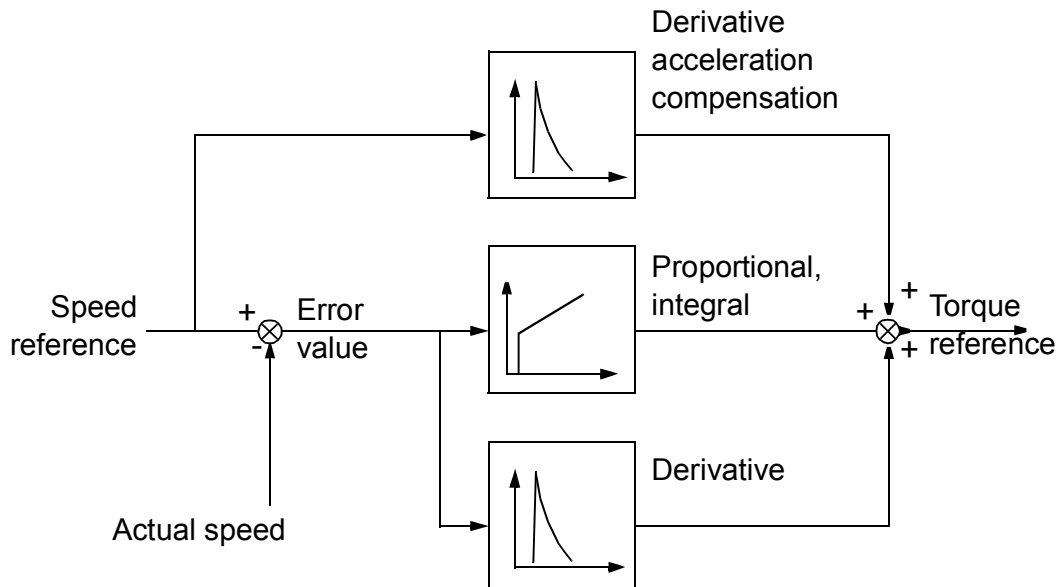 Derivative
acceleration
compensation
Proportional,
integral
Speed
reference
+
-
Error
value
+
+
+
Torque
reference
Derivative
Actual speed